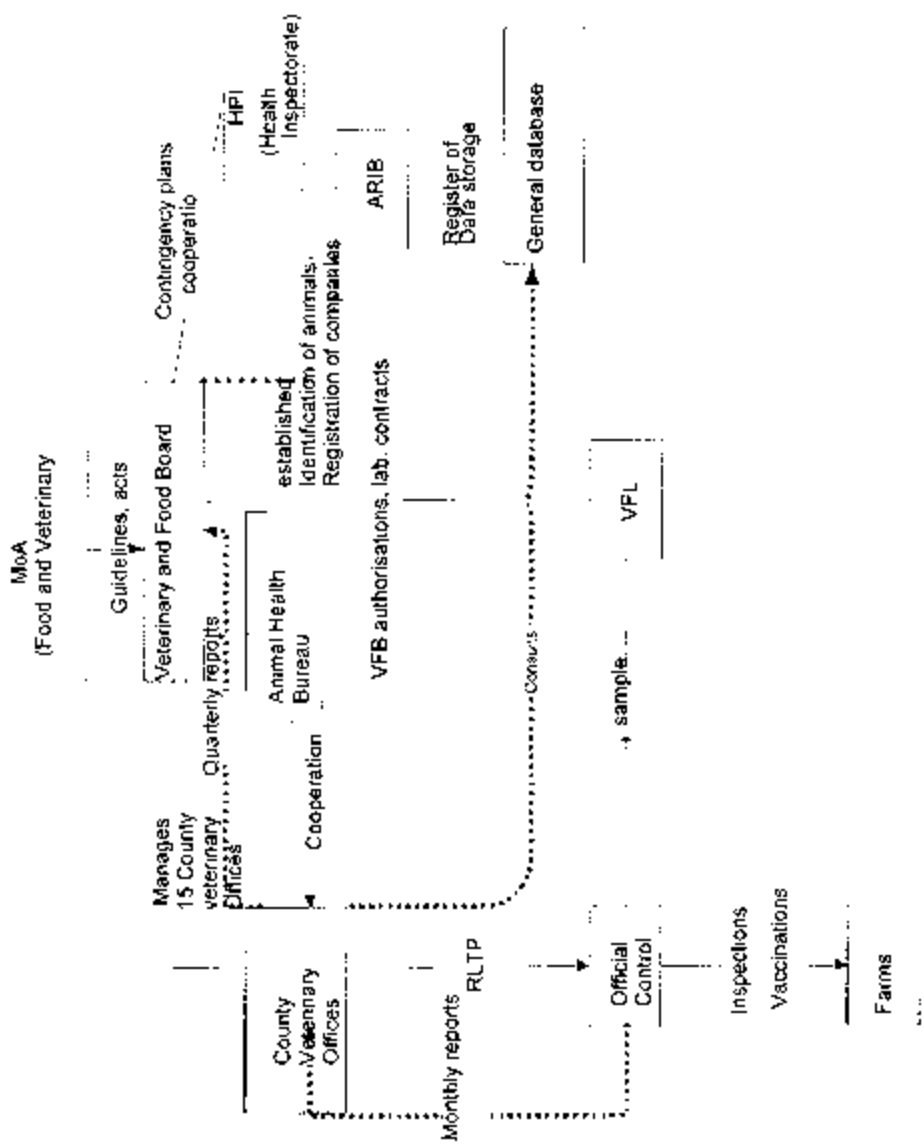 MoA
(Food and Veterinary
Guidelines, acts
Veterinary and Food Board
Contingency plans
cooperatio
HPI
(Health
Inspectorate)
Manages
15 County
veterinary
Offices
Quarterly reports
Animal Health
Bureau
established
Identification of animals,
Registration of companies
ARIB
Cooperation
County
Veterinary
Offices
VFB authorisations, lab. contracts
Register of
Data storage
General database
Monthly reports
RLTP
VFL
sample
Official
Control
Inspections
Vaccinations
Farms